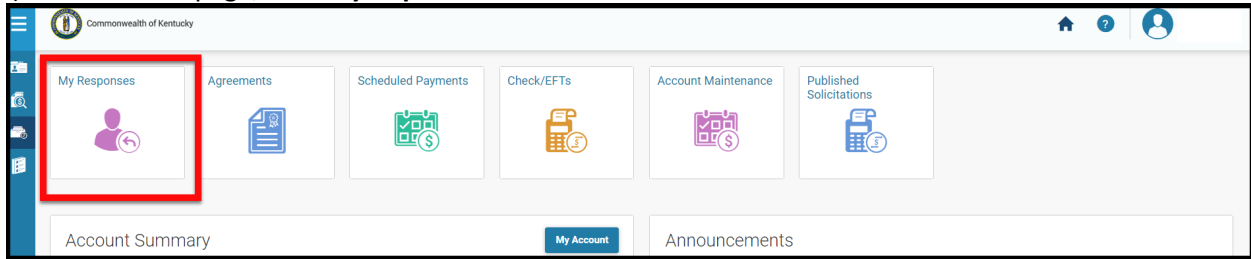 Commonwealth of Kentucky
?
My Responses
Agreements
Scheduled Payments
Check/EFTs
Account Maintenance
Published
Solicitations
Account Summary
My Account
Announcements